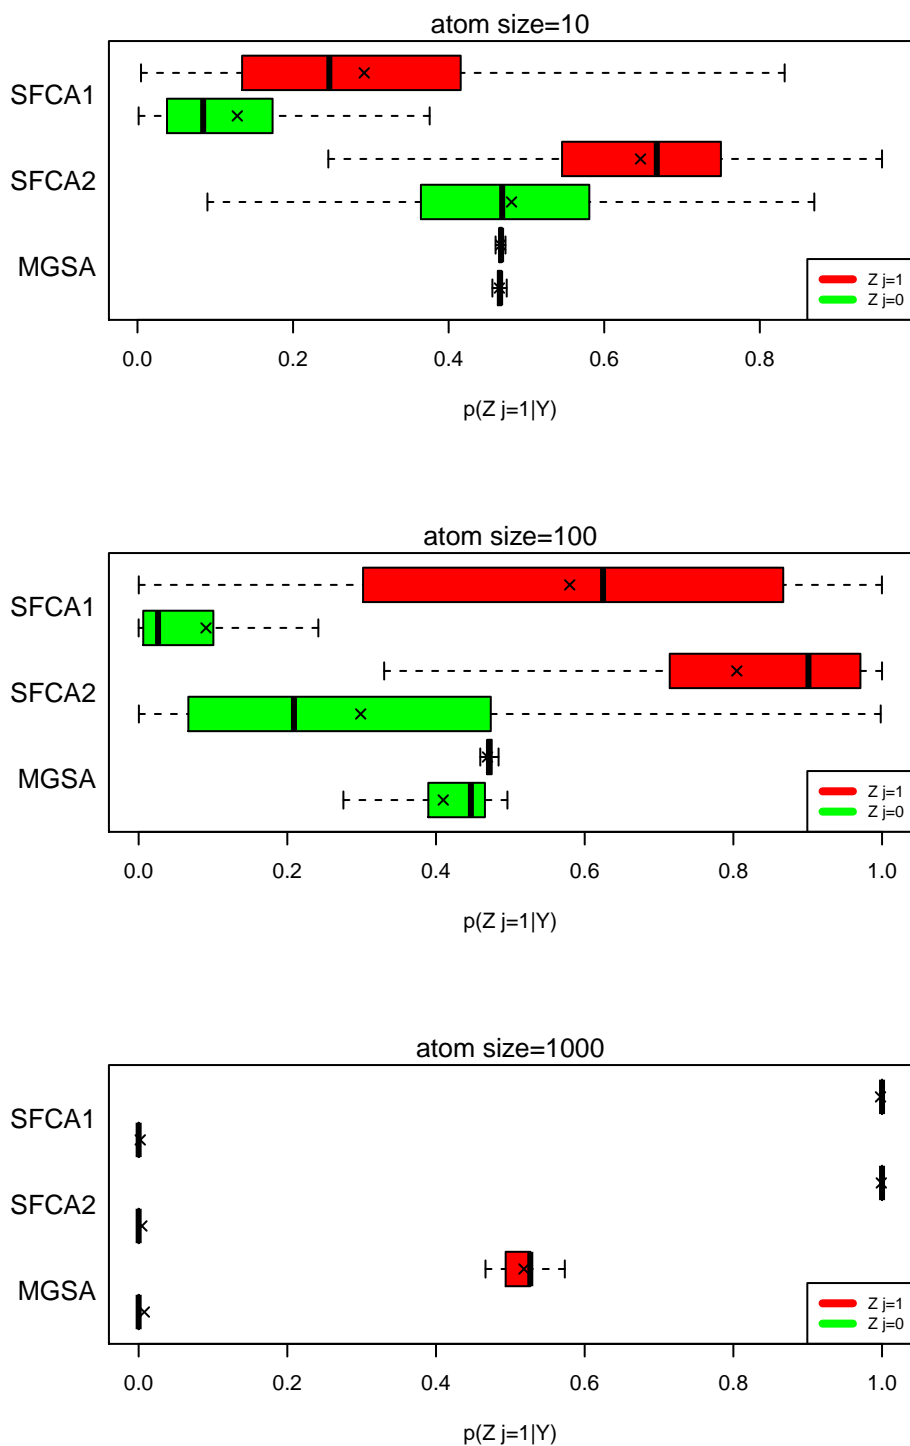 atom size=10
SFCA1
SFCA2
MGSA
Z j=1
Z j=0
0.0 0.2 0.4 0.6 0.8
p(Z j=1|Y)
atom size=100
SFCA1
SFCA2
MGSA
Z j=1
Z j=0
0.0 0.2 0.4 0.6 0.8 1.0
p(Z j=1|Y)
atom size=1000
SFCA1
SFCA2
MGSA
Z j=1
Z j=0
0.0 0.2 0.4 0.6 0.8 1.0
p(Z j=1|Y)